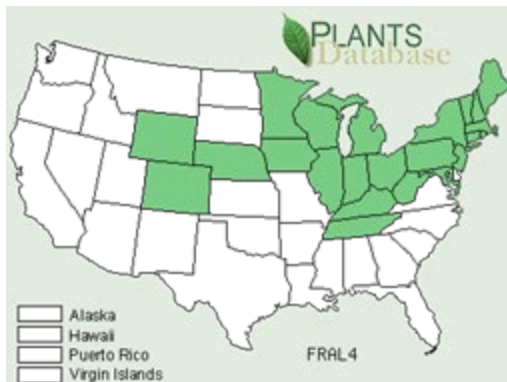 PLANTS
Database
Alaska
Hawaii
Puerto Rico
Virgin Islands
FRAL4